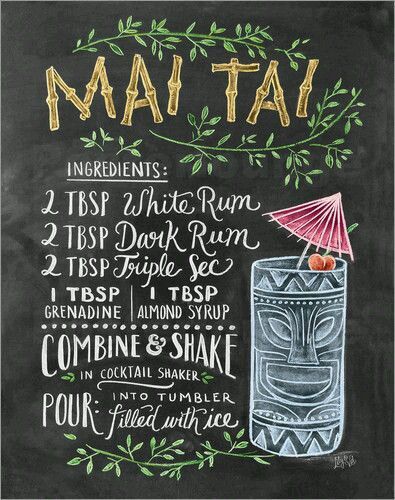 MAI TAI
INGREDIENTS:
2 TBSP White Rum
2 TBSP Dark Rum
2 TBSP Triple Sec
1 TBSP GRENADINE | 1 TBSP ALMOND SYRUP
COMBINE & SHAKE
IN COCKTAIL SHAKER
POUR: INTO TUMBLER
filled with ice